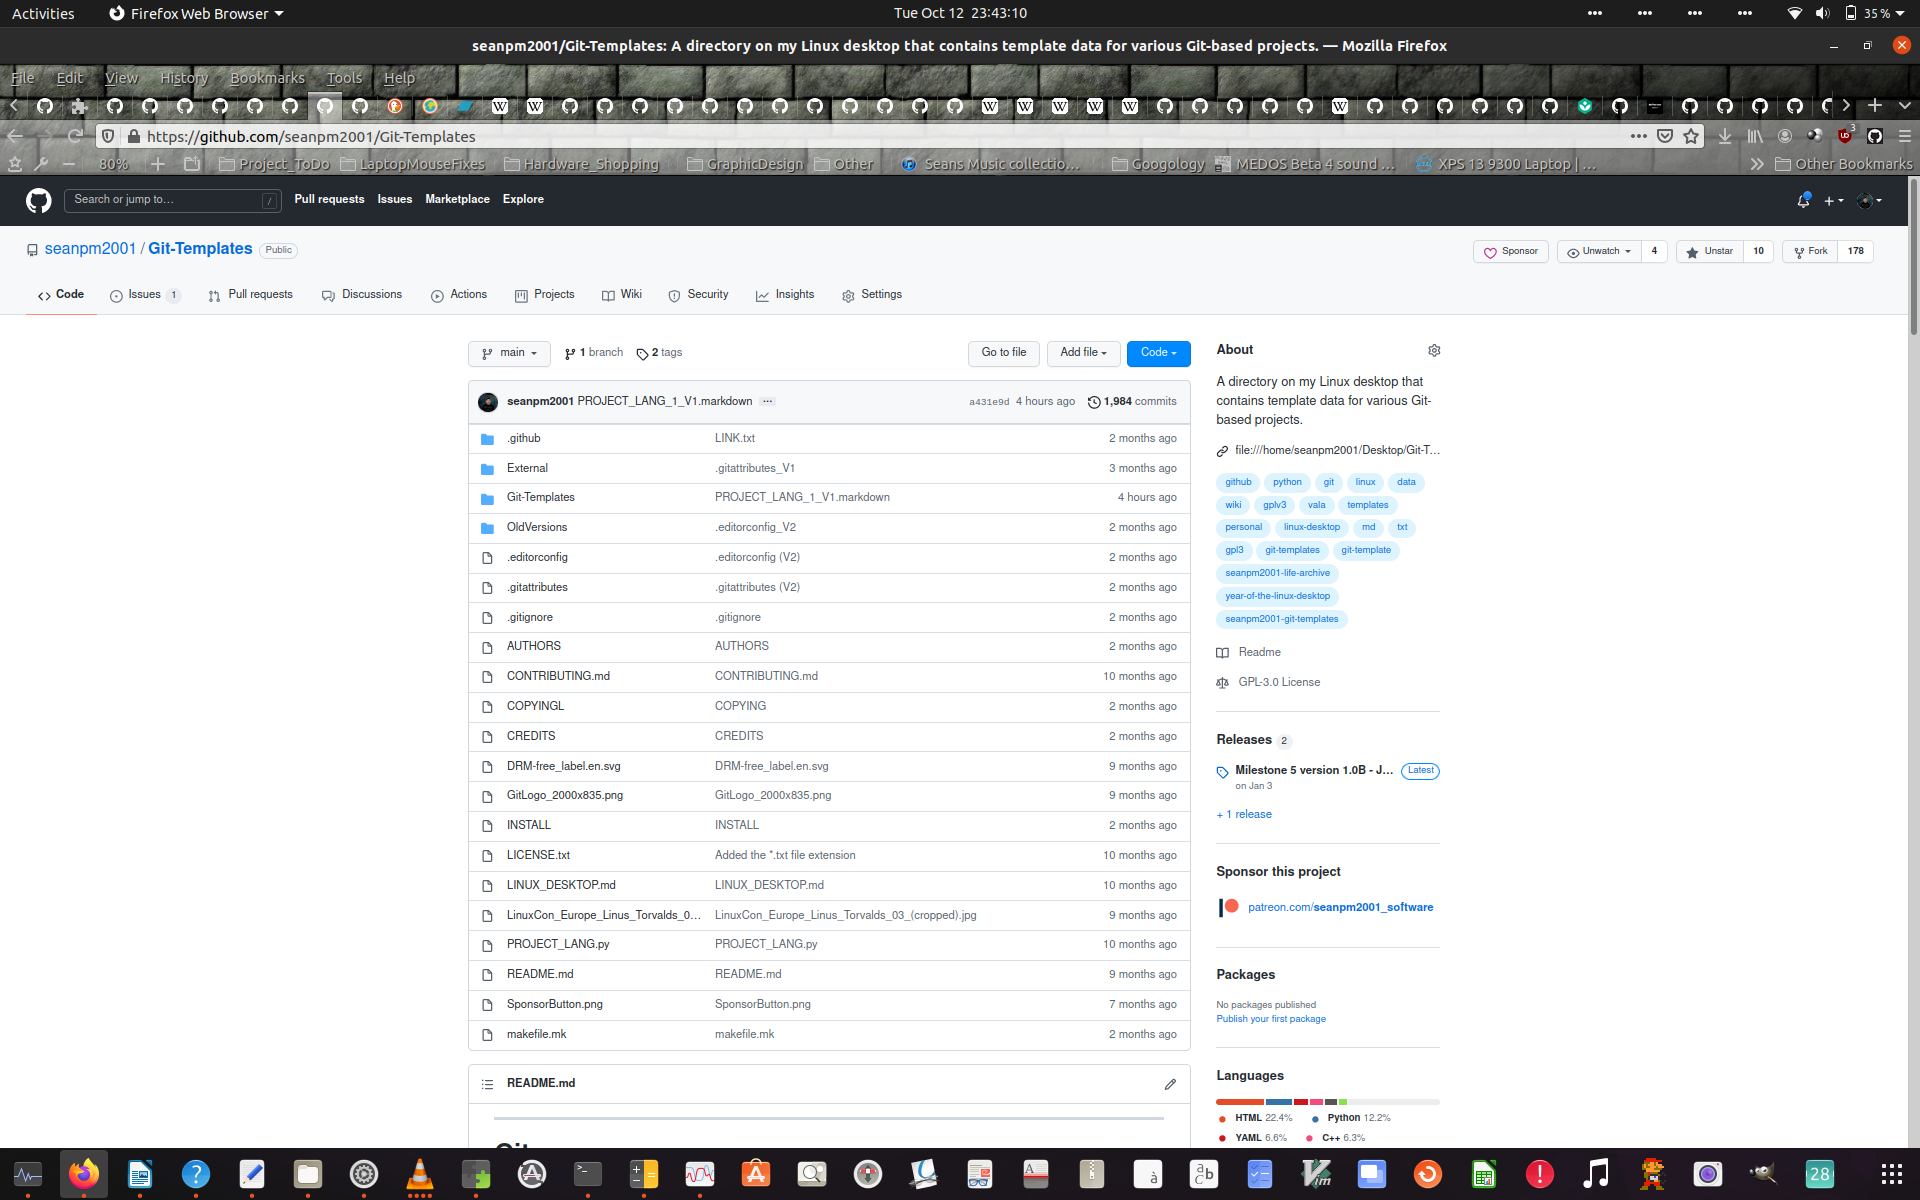 Activities Firefox Web Browser Tue Oct 12 23:43:10 35 %
seanpm2001/Git-Templates: A directory on my Linux desktop that contains template data for various Git-based projects. — Mozilla Firefox
File Edit View History Bookmarks Tools Help
https://github.com/seanpm2001/Git-Templates
80% Project_ToDo LaptopMouseFixes Hardware_Shopping GraphicDesign Other Seans Music collectio… Googology MEDOS Beta 4 sound … XPS 13 9300 Laptop | … Other Bookmarks
Search or jump to… / Pull requests Issues Marketplace Explore
seanpm2001 / Git-Templates Public
Sponsor Unwatch 4 Unstar 10 Fork 178
Code Issues 1 Pull requests Discussions Actions Projects Wiki Security Insights Settings
main 1 branch 2 tags Go to file Add file Code
seanpm2001 PROJECT_LANG_1_V1.markdown … a431e9d 4 hours ago 1,984 commits
.github LINK.txt 2 months ago
External .gitattributes_V1 3 months ago
Git-Templates PROJECT_LANG_1_V1.markdown 4 hours ago
OldVersions .editorconfig_V2 2 months ago
.editorconfig .editorconfig (V2) 2 months ago
.gitattributes .gitattributes (V2) 2 months ago
.gitignore .gitignore 2 months ago
AUTHORS AUTHORS 2 months ago
CONTRIBUTING.md CONTRIBUTING.md 10 months ago
COPYINGL COPYING 2 months ago
CREDITS CREDITS 2 months ago
DRM-free_label.en.svg DRM-free_label.en.svg 9 months ago
GitLogo_2000x835.png GitLogo_2000x835.png 9 months ago
INSTALL INSTALL 2 months ago
LICENSE.txt Added the *.txt file extension 10 months ago
LINUX_DESKTOP.md LINUX_DESKTOP.md 10 months ago
LinuxCon_Europe_Linus_Torvalds_0… LinuxCon_Europe_Linus_Torvalds_03_(cropped).jpg 9 months ago
PROJECT_LANG.py PROJECT_LANG.py 10 months ago
README.md README.md 9 months ago
SponsorButton.png SponsorButton.png 7 months ago
makefile.mk makefile.mk 2 months ago
README.md
About
A directory on my Linux desktop that
contains template data for various Git-
based projects.
file:///home/seanpm2001/Desktop/Git-T…
github python git linux data
wiki gplv3 vala templates
personal linux-desktop md txt
gpl3 git-templates git-template
seanpm2001-life-archive
year-of-the-linux-desktop
seanpm2001-git-templates
Readme
GPL-3.0 License
Releases 2
Milestone 5 version 1.0B - J… Latest
on Jan 3
+ 1 release
Sponsor this project
patreon.com/seanpm2001_software
Packages
No packages published
Publish your first package
Languages
HTML 22.4% Python 12.2%
YAML 6.6% C++ 6.3%
28